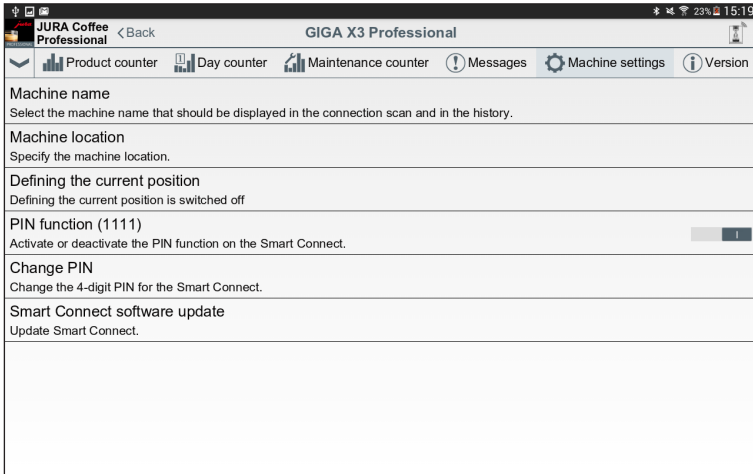 23% 15:19
jura
PROFESSIONAL
JURA Coffee
Professional
Back
GIGA X3 Professional
Product counter
1
Day counter
Maintenance counter
Messages
Machine settings
Version
Machine name
Select the machine name that should be displayed in the connection scan and in the history.
Machine location
Specify the machine location.
Defining the current position
Defining the current position is switched off
PIN function (1111)
Activate or deactivate the PIN function on the Smart Connect.
I
Change PIN
Change the 4-digit PIN for the Smart Connect.
Smart Connect software update
Update Smart Connect.